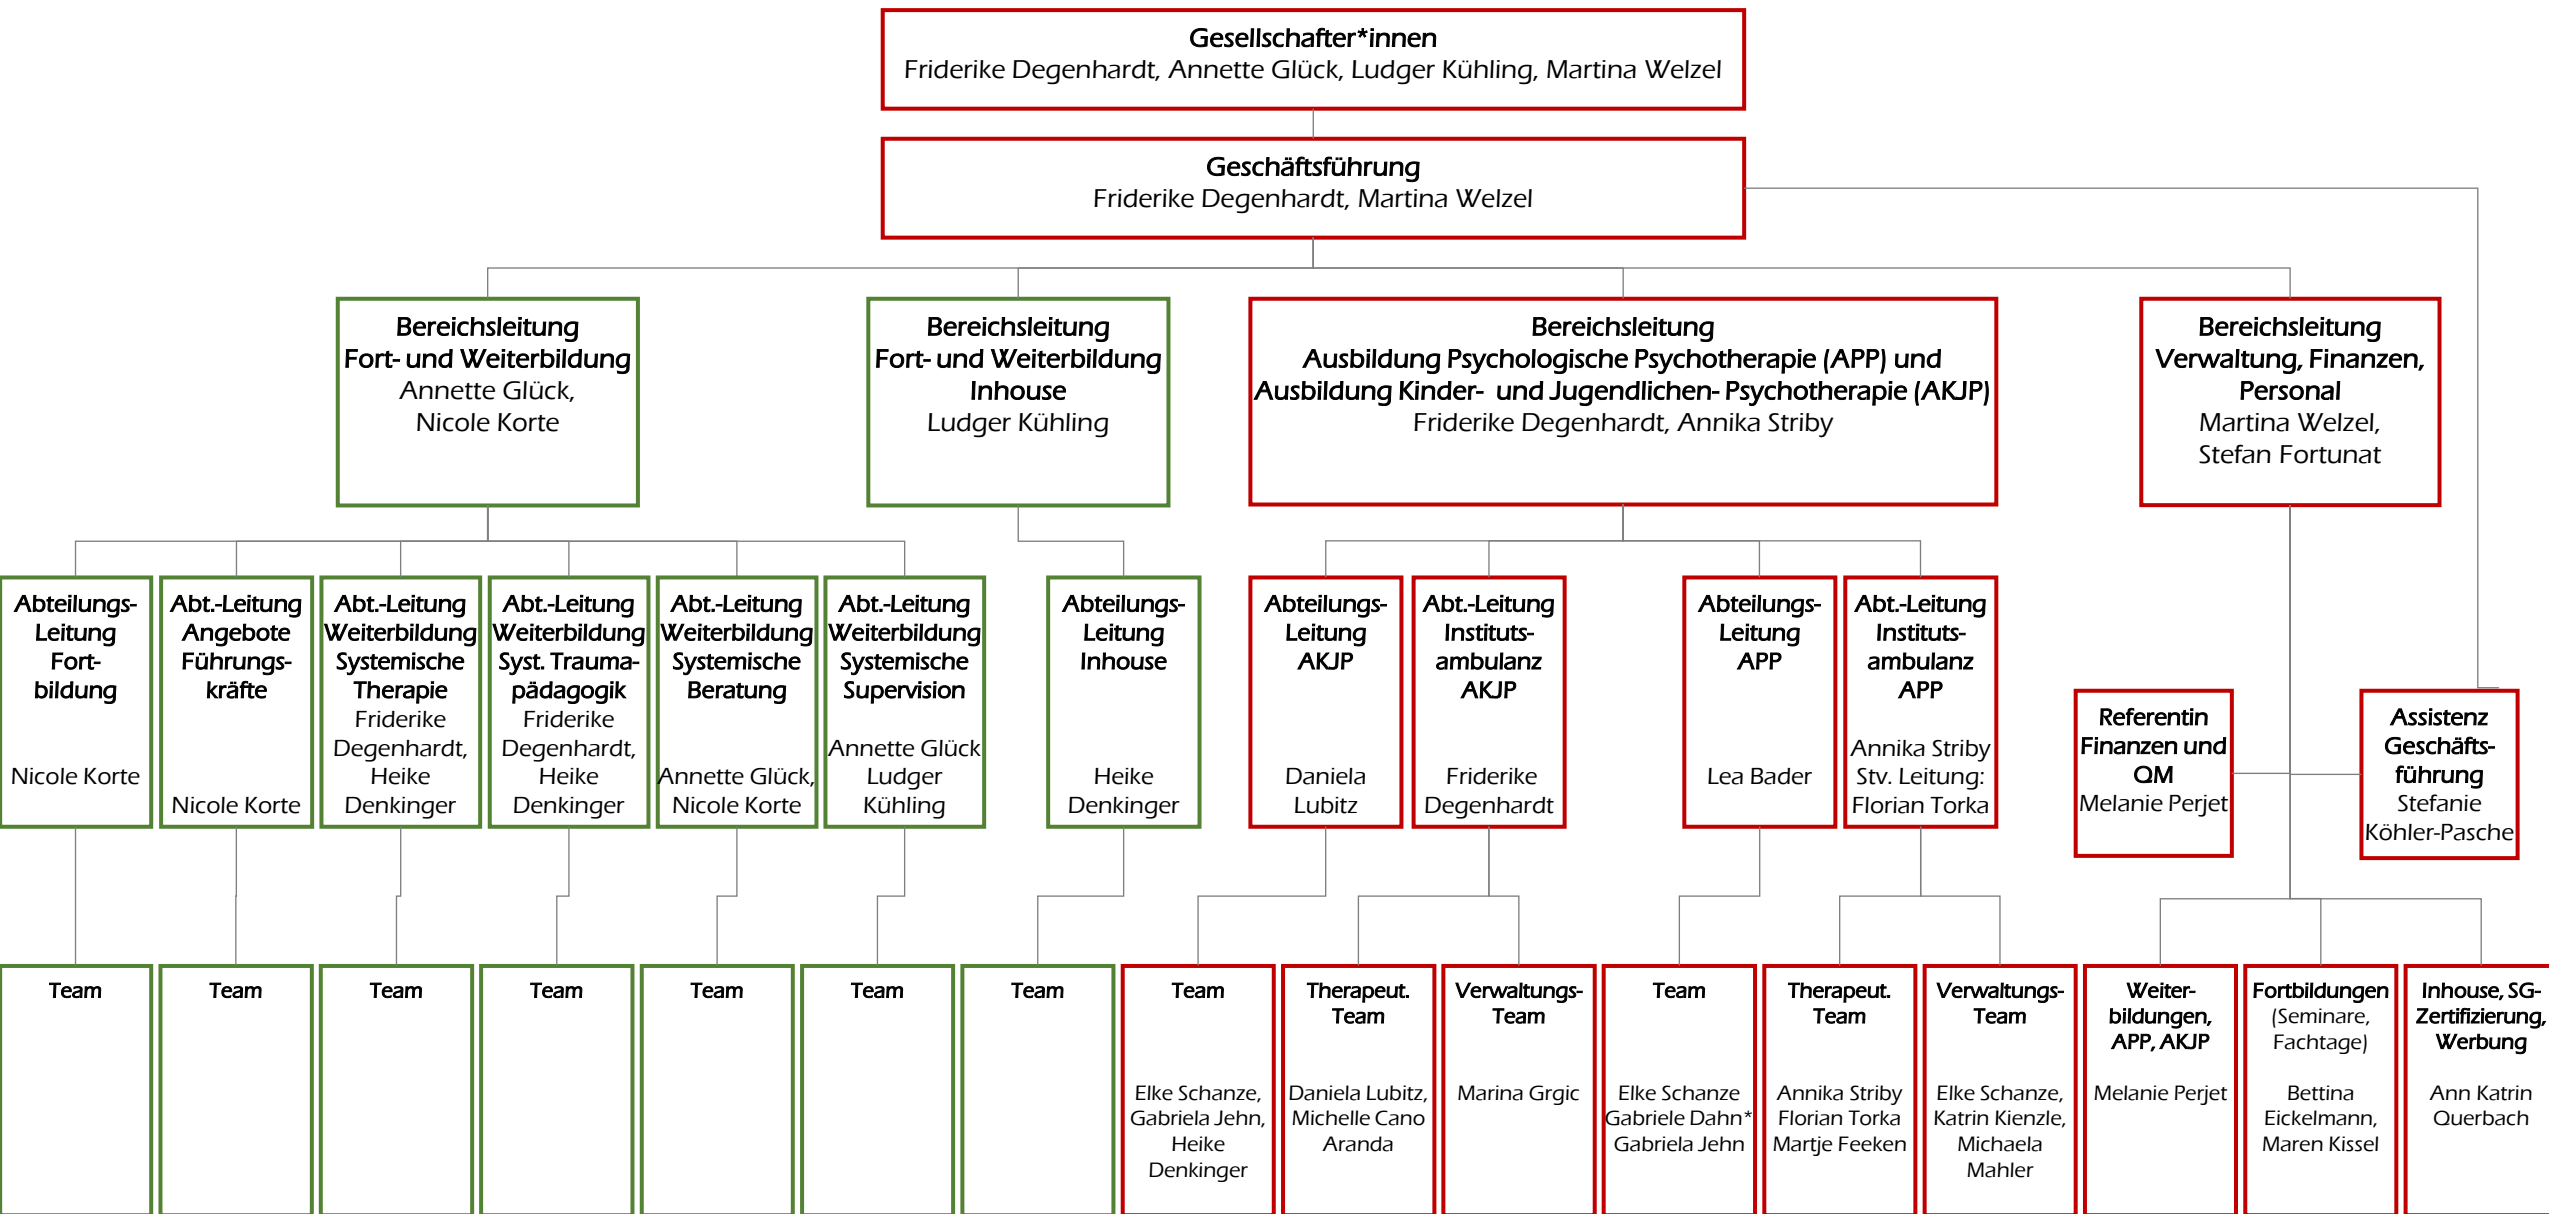 Gesellschafter*innen
Friderike Degenhardt, Annette Glück, Ludger Kühling, Martina Welzel
Geschäftsführung
Friderike Degenhardt, Martina Welzel
Bereichsleitung
Fort- und Weiterbildung
Annette Glück,
Nicole Korte
Bereichsleitung
Fort- und Weiterbildung
Inhouse
Ludger Kühling
Bereichsleitung
Ausbildung Psychologische Psychotherapie (APP) und
Ausbildung Kinder- und Jugendlichen- Psychotherapie (AKJP)
Friderike Degenhardt, Annika Striby
Bereichsleitung
Verwaltung, Finanzen,
Personal
Martina Welzel,
Stefan Fortunat
Abteilungs-
Leitung
Fort-
bildung
Nicole Korte
Abt.-Leitung
Angebote
Führungs-
kräfte
Nicole Korte
Abt.-Leitung
Weiterbildung
Systemische
Therapie
Friderike
Degenhardt,
Heike
Denkinger
Abt.-Leitung
Weiterbildung
Syst. Trauma-
pädagogik
Friderike
Degenhardt,
Heike
Denkinger
Abt.-Leitung
Weiterbildung
Systemische
Beratung
Annette Glück,
Nicole Korte
Abt.-Leitung
Weiterbildung
Systemische
Supervision
Annette Glück
Ludger
Kühling
Abteilungs-
Leitung
Inhouse
Heike
Denkinger
Abteilungs-
Leitung
AKJP
Daniela
Lubitz
Abt.-Leitung
Instituts-
ambulanz
AKJP
Friderike
Degenhardt
Abteilungs-
Leitung
APP
Lea Bader
Abt.-Leitung
Instituts-
ambulanz
APP
Annika Striby
Stv. Leitung:
Florian Torka
Referentin
Finanzen und
QM
Melanie Perjet
Assistenz
Geschäfts-
führung
Stefanie
Köhler-Pasche
Team
Team
Team
Team
Team
Team
Team
Team
Elke Schanze,
Gabriela Jehn,
Heike
Denkinger
Therapeut.
Team
Daniela Lubitz,
Michelle Cano
Aranda
Verwaltungs-
Team
Marina Grgic
Team
Elke Schanze
Gabriele Dahn*
Gabriela Jehn
Therapeut.
Team
Annika Striby
Florian Torka
Martje Feeken
Verwaltungs-
Team
Elke Schanze,
Katrin Kienzle,
Michaela
Mahler
Weiter-
bildungen,
APP, AKJP
Melanie Perjet
Fortbildungen
(Seminare,
Fachtage)
Bettina
Eickelmann,
Maren Kissel
Inhouse, SG-
Zertifizierung,
Werbung
Ann Katrin
Querbach